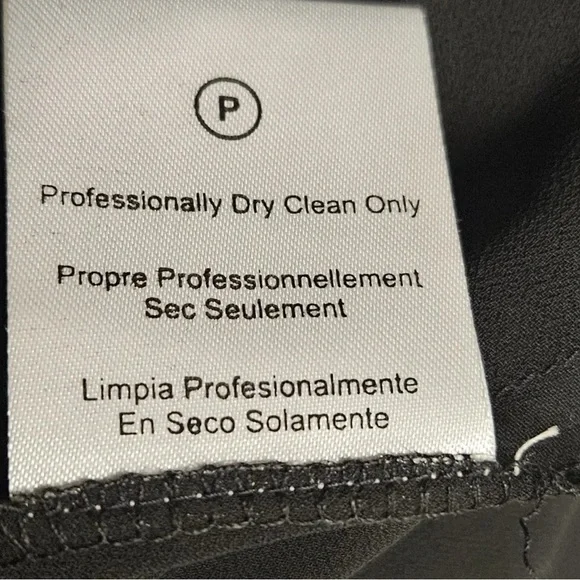 P
Professionally Dry Clean Only
Propre Professionnellement
Sec Seulement
Limpia Profesionalmente
En Seco Solamente